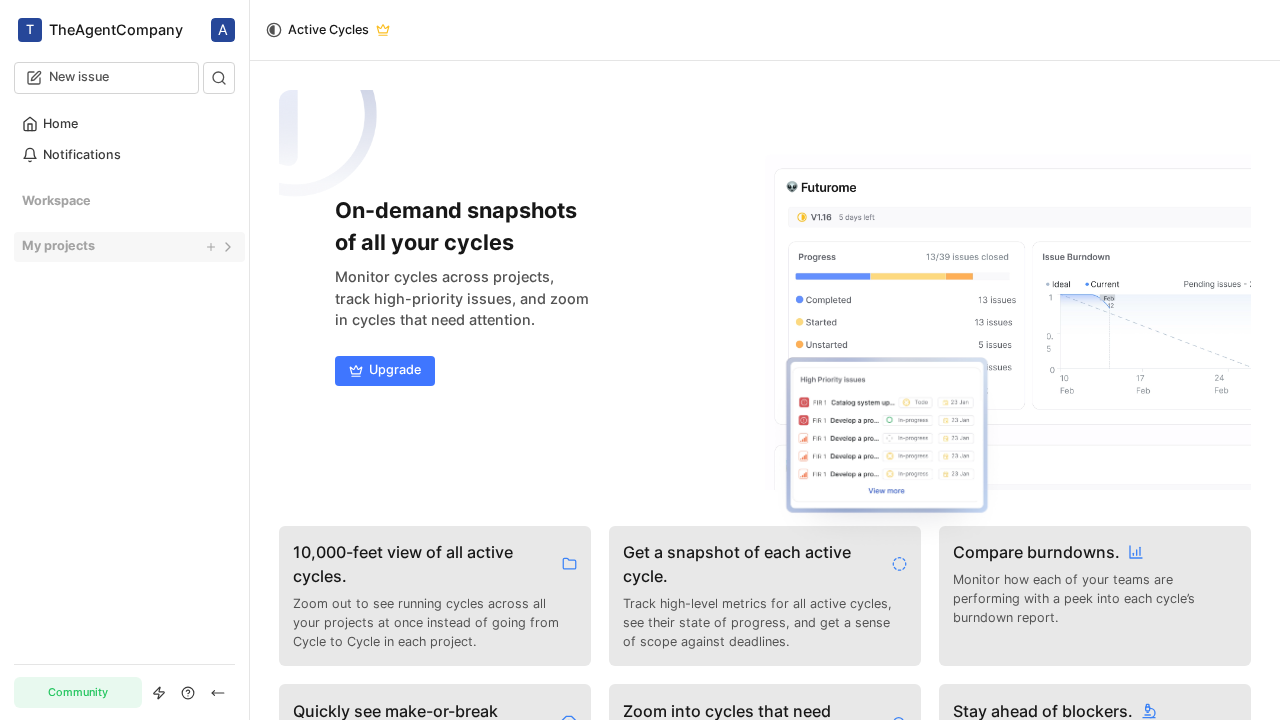 T TheAgentCompany A
New issue
Home
Notifications
Workspace
My projects
Community
Active Cycles
On-demand snapshots
of all your cycles
Monitor cycles across projects,
track high-priority issues, and zoom
in cycles that need attention.
Upgrade
👽 Futurome
V1.16 5 days left
Progress 13/39 issues closed
Completed 13 issues
Started 13 issues
Unstarted 5 issues
ssues
Issue Burndown
Ideal Current Pending issues -
1
0.
5
0
Feb
12
10
Feb
17
Feb
24
Feb
High Priority issues
FIR 1 Catalog system up... Todo 23 Jan
FIR 1 Develop a pro... In-progress 23 Jan
FIR 1 Develop a pro... In-progress 23 Jan
FIR 1 Develop a pro... In-progress 23 Jan
FIR 1 Develop a pro... In-progress 23 Jan
View more
10,000-feet view of all active
cycles.
Zoom out to see running cycles across all
your projects at once instead of going from
Cycle to Cycle in each project.
Get a snapshot of each active
cycle.
Track high-level metrics for all active cycles,
see their state of progress, and get a sense
of scope against deadlines.
Compare burndowns.
Monitor how each of your teams are
performing with a peek into each cycle's
burndown report.
Quickly see make-or-break
Zoom into cycles that need
Stay ahead of blockers.